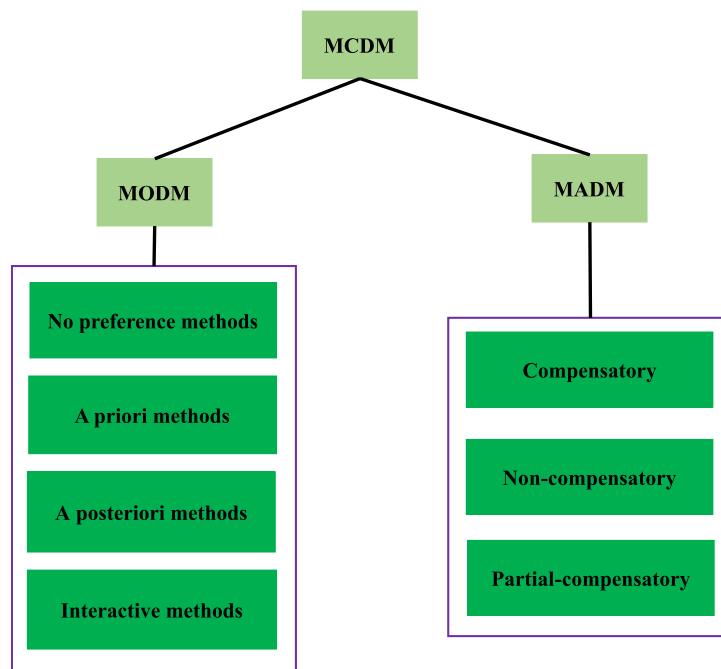 MCDM
MODM
MADM
No preference methods
A priori methods
A posteriori methods
Interactive methods
Compensatory
Non-compensatory
Partial-compensatory